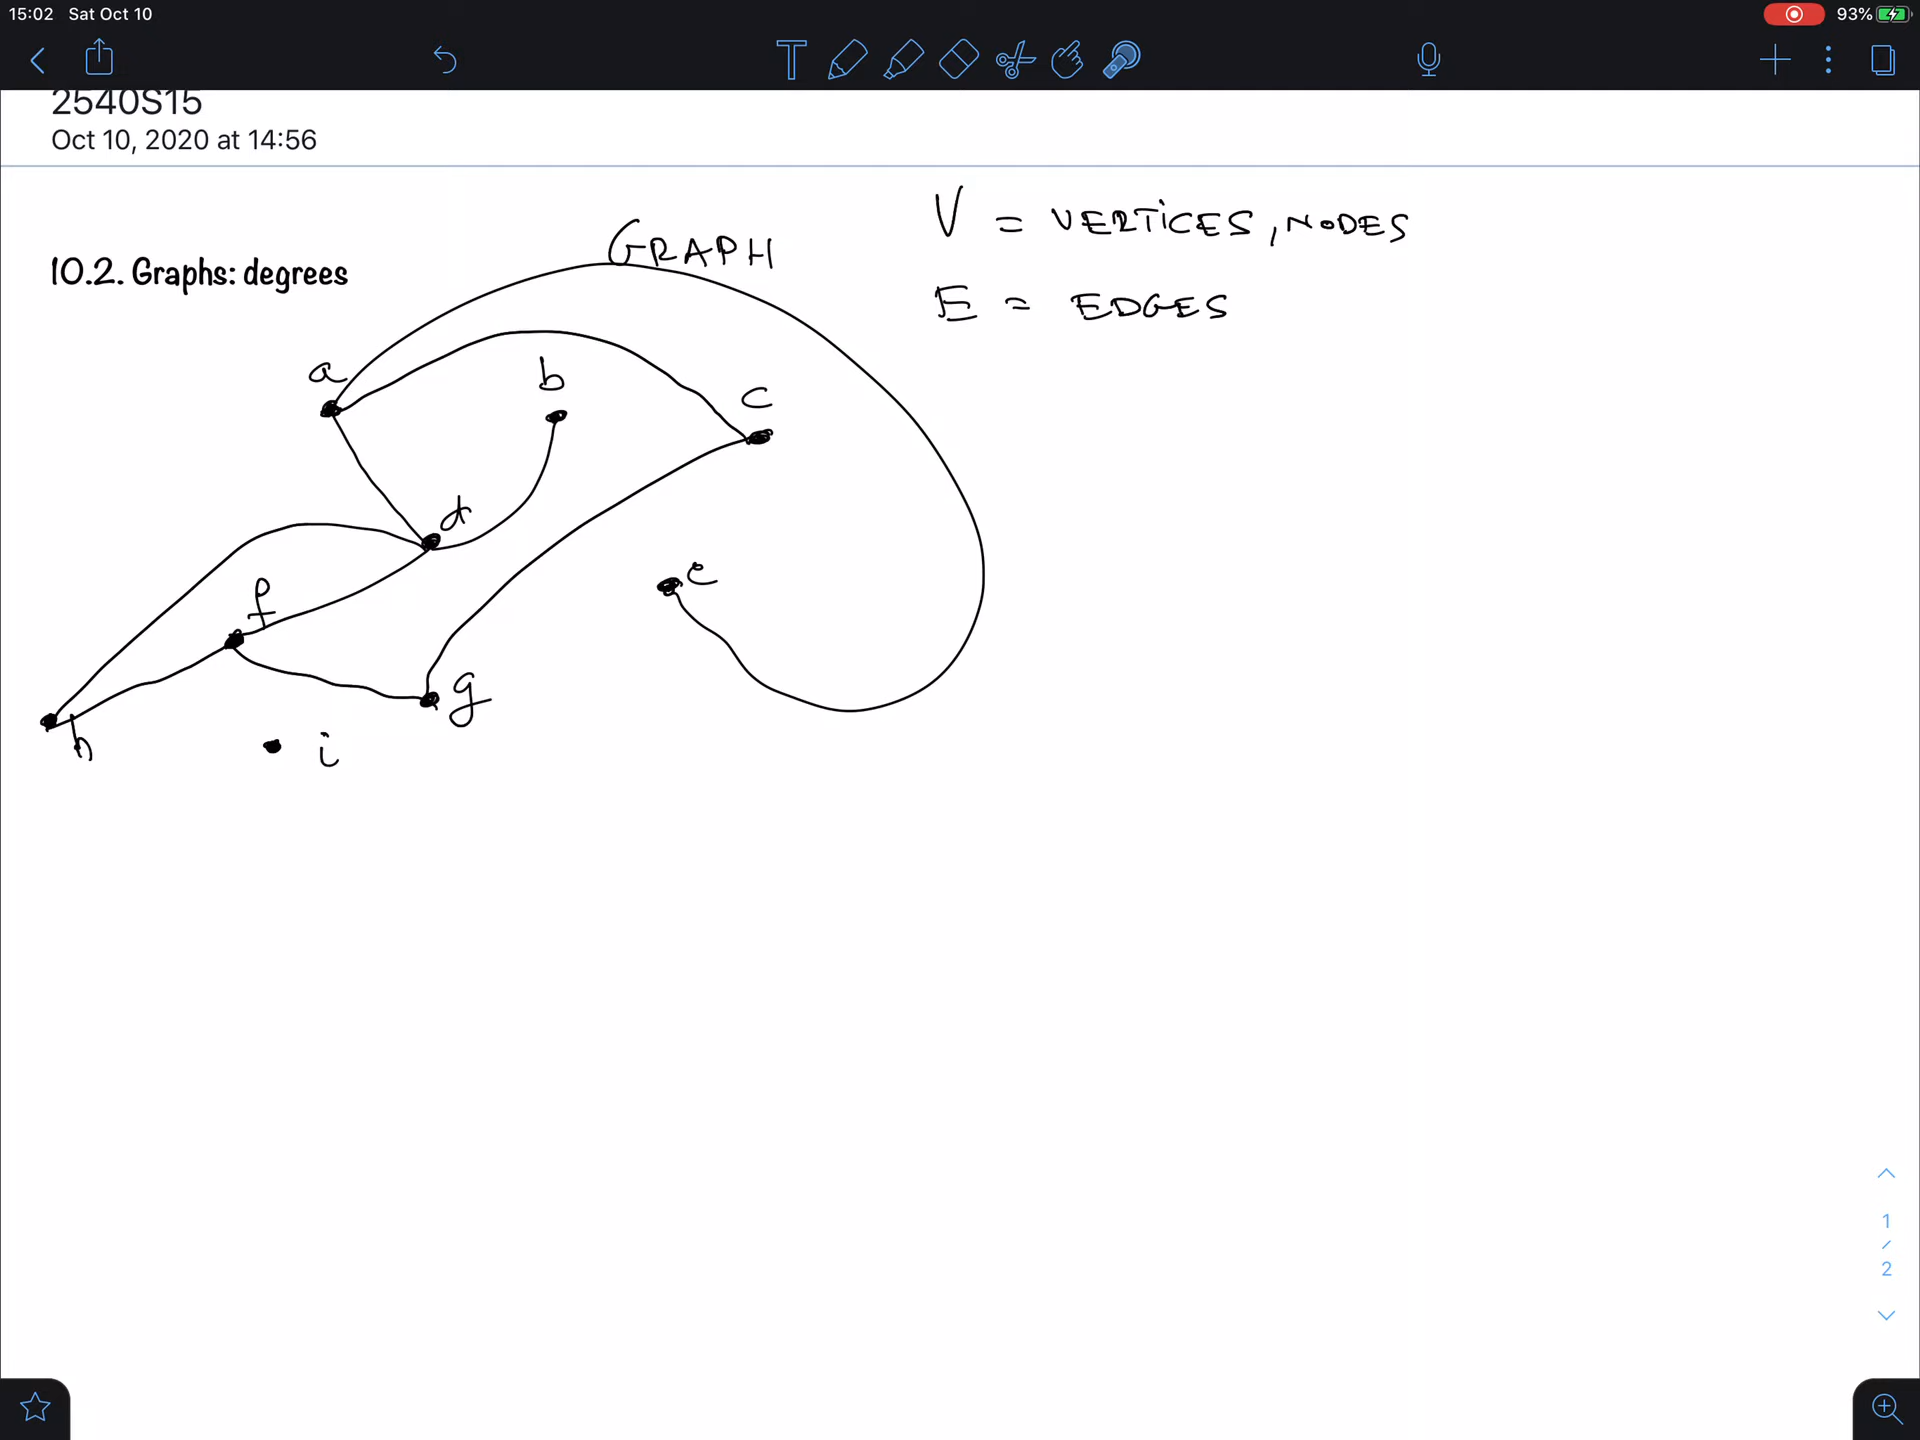 15:02 Sat Oct 10
93%
2540S15
Oct 10, 2020 at 14:56
V = VERTICES, NODES
GRAPH
10.2. Graphs: degrees
E = EDGES
a
b
c
d
e
f
g
h
i
1
/
2